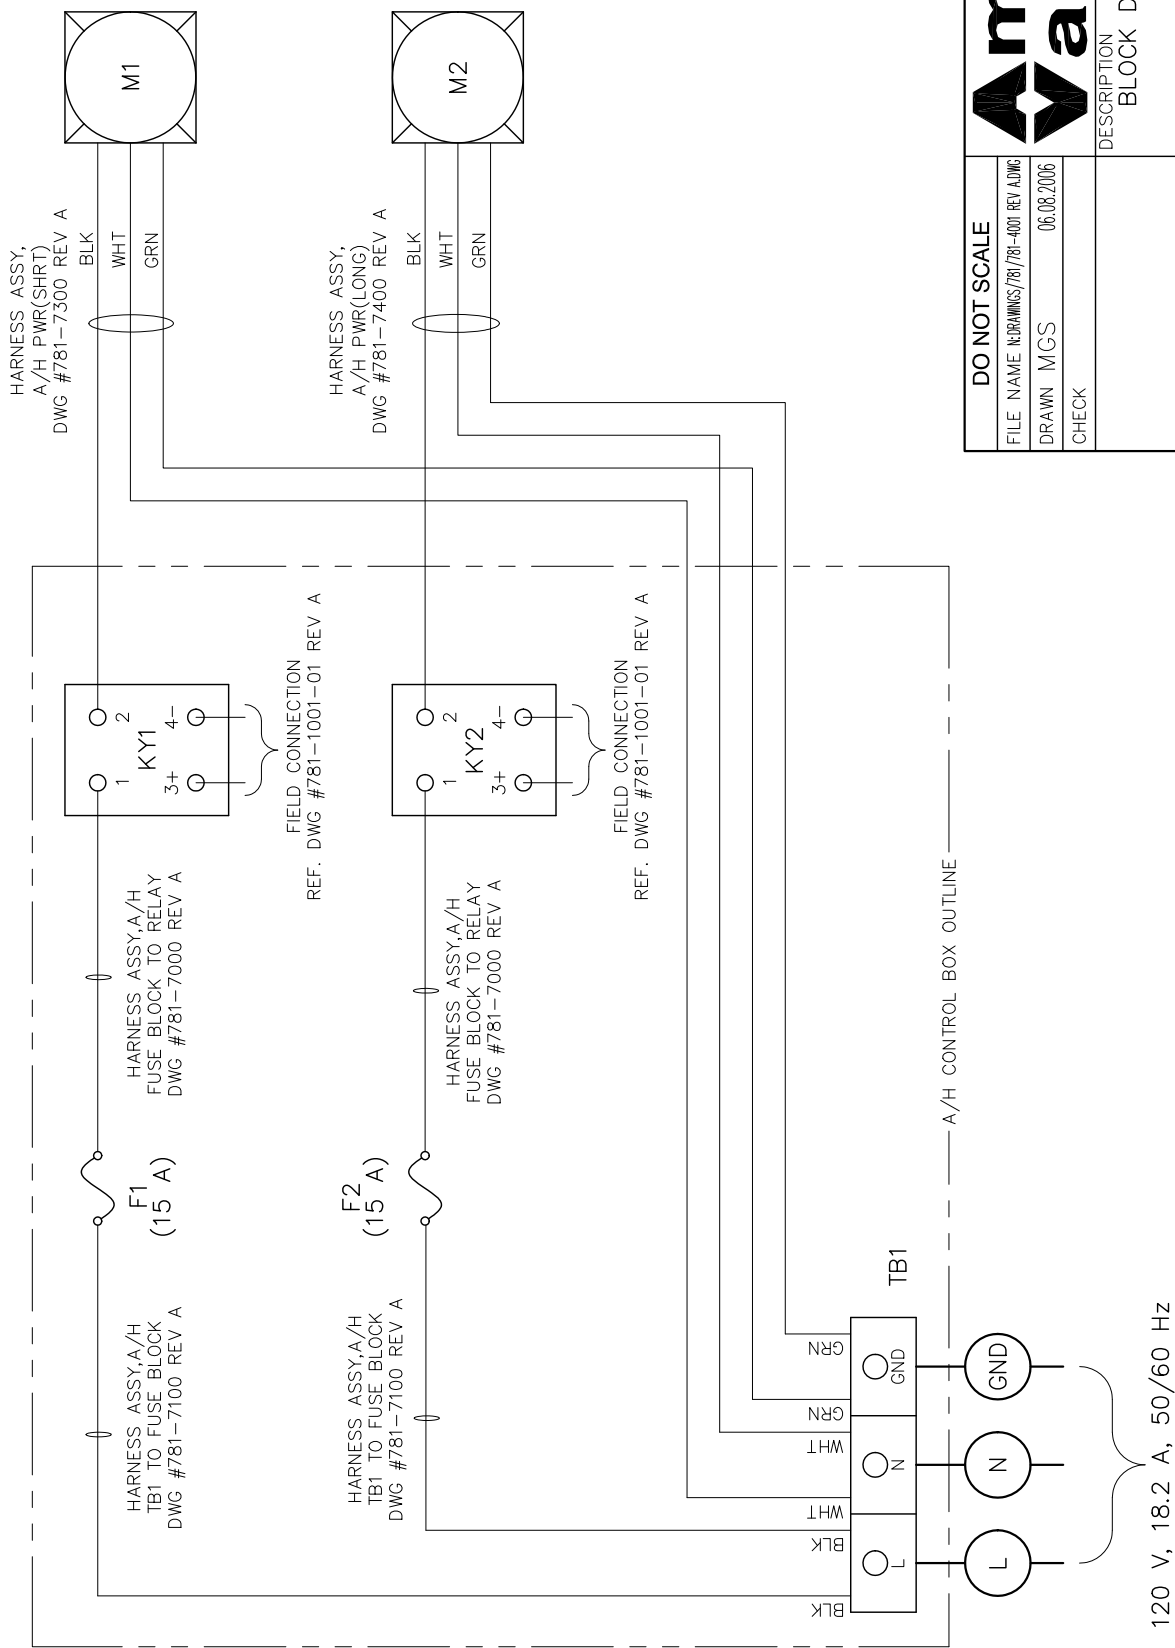 HARNESS ASSY,A/H
TB1 TO FUSE BLOCK
DWG #781-7100 REV A
F1
(15 A)
HARNESS ASSY,A/H
FUSE BLOCK TO RELAY
DWG #781-7000 REV A
1
2
KY1
3+
4-
FIELD CONNECTION
REF. DWG #781-1001-01 REV A
HARNESS ASSY,
A/H PWR(SHRT)
DWG #781-7300 REV A
BLK
WHT
GRN
M1
HARNESS ASSY,A/H
TB1 TO FUSE BLOCK
DWG #781-7100 REV A
F2
(15 A)
HARNESS ASSY,A/H
FUSE BLOCK TO RELAY
DWG #781-7000 REV A
1
2
KY2
3+
4-
FIELD CONNECTION
REF. DWG #781-1001-01 REV A
HARNESS ASSY,
A/H PWR(LONG)
DWG #781-7400 REV A
BLK
WHT
GRN
M2
BLK
BLK
WHT
WHT
GRN
GRN
L
N
GND
TB1
A/H CONTROL BOX OUTLINE
L
N
GND
120 V, 18.2 A, 50/60 Hz
DO NOT SCALE
FILE NAME N:DRAWINGS/781/781-4001 REV A.DWG
DRAWN MGS 06.08.2006
CHECK
m
a
DESCRIPTION
BLOCK D